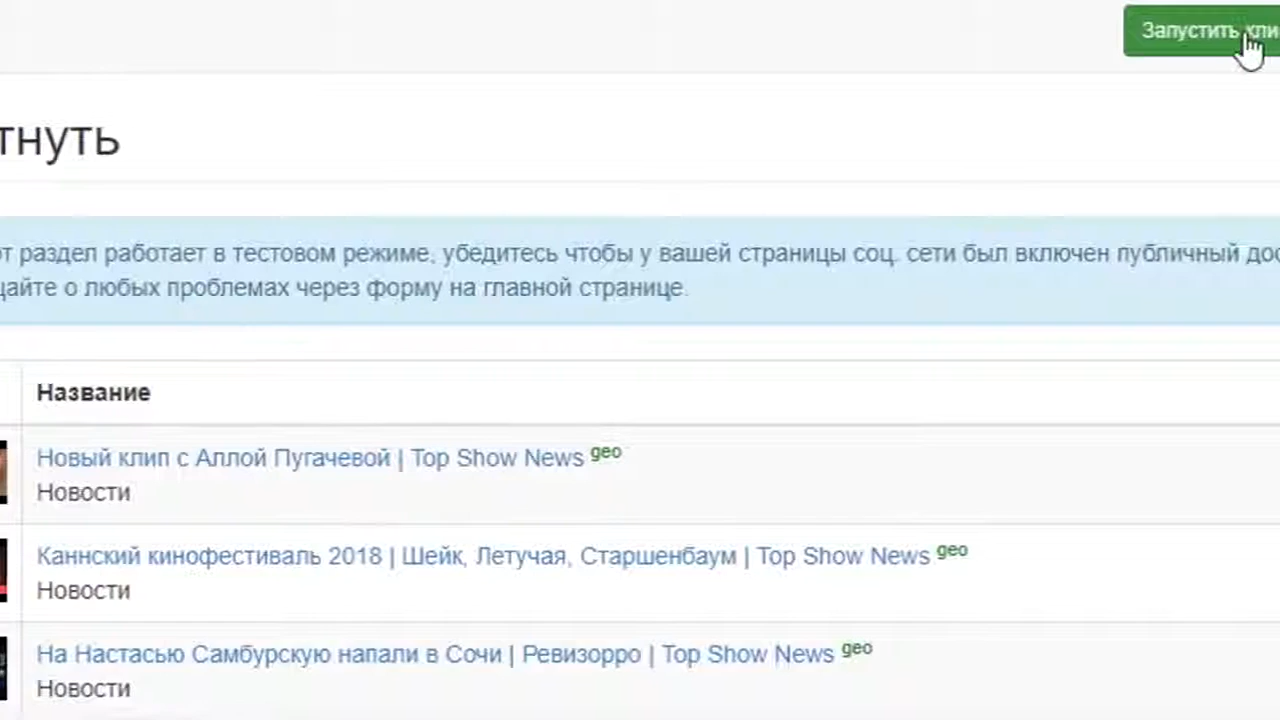 Запустить кли
тнуть
от раздел работает в тестовом режиме, убедитесь чтобы у вашей страницы соц. сети был включен публичный дос
щайте о любых проблемах через форму на главной странице.
Название
Новый клип с Аллой Пугачевой | Top Show News geo
Новости
Каннский кинофестиваль 2018 | Шейк, Летучая, Старшенбаум | Top Show News geo
Новости
На Настасью Самбурскую напали в Сочи | Ревизорро | Top Show News geo
Новости